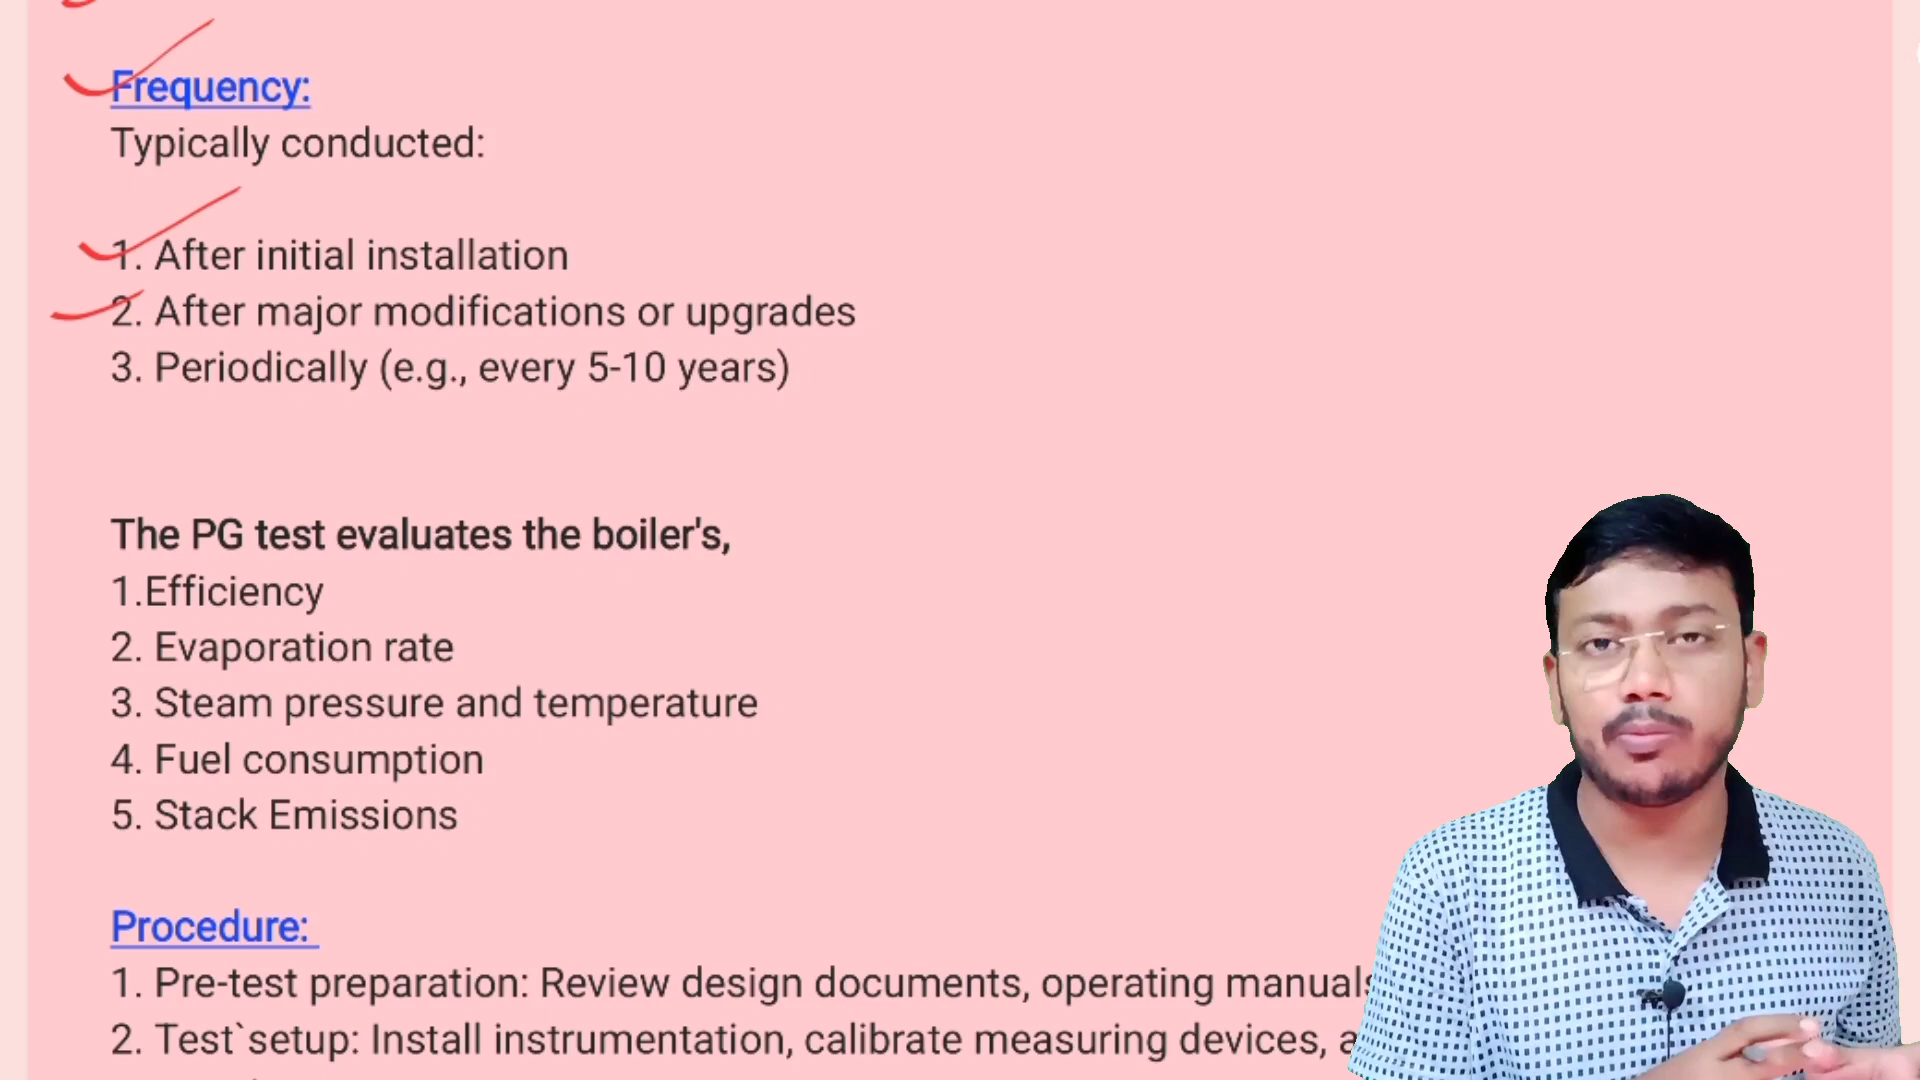 Frequency:
Typically conducted:
1. After initial installation
2. After major modifications or upgrades
3. Periodically (e.g., every 5-10 years)
The PG test evaluates the boiler's,
1.Efficiency
2. Evaporation rate
3. Steam pressure and temperature
4. Fuel consumption
5. Stack Emissions
Procedure:
1. Pre-test preparation: Review design documents, operating manuals
2. Test`setup: Install instrumentation, calibrate measuring devices,